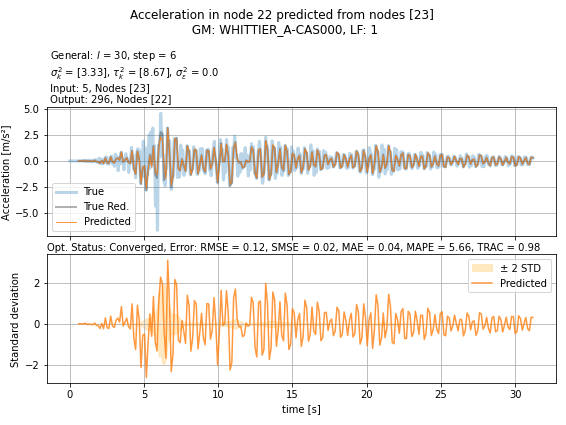 Acceleration in node 22 predicted from nodes [23]
GM: WHITTIER_A-CAS000, LF: 1
General: l = 30, step = 6
σ²ₖ = [3.33], τ²ₖ = [8.67], σ²ε = 0.0
Input: 5, Nodes [23]
Output: 296, Nodes [22]
Acceleration [m/s²]
5.0
2.5
0.0
−2.5
−5.0
True
True Red.
Predicted
Opt. Status: Converged, Error: RMSE = 0.12, SMSE = 0.02, MAE = 0.04, MAPE = 5.66, TRAC = 0.98
Standard deviation
2
0
−2
± 2 STD
Predicted
0 5 10 15 20 25 30
time [s]